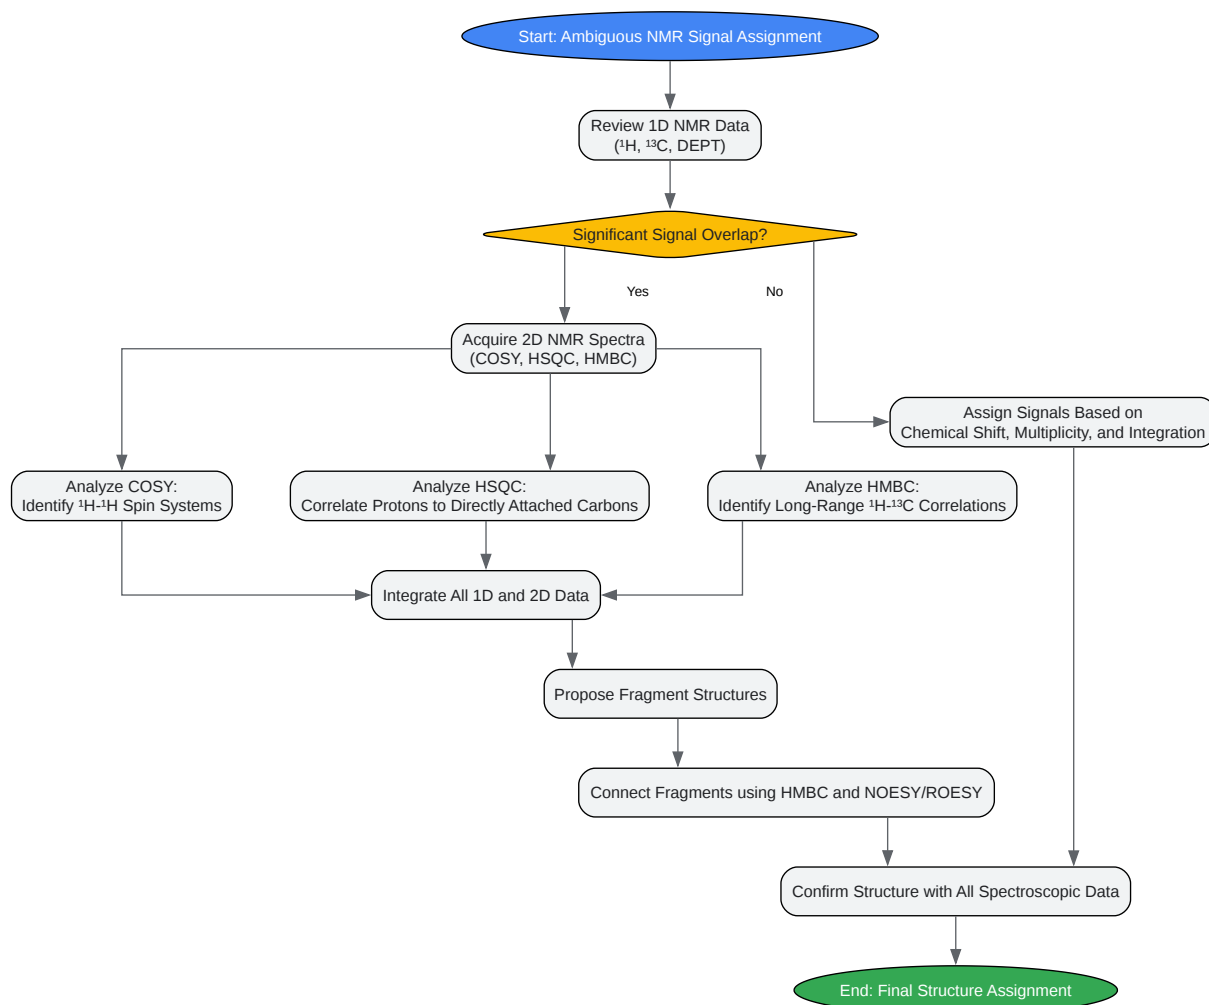 Start: Ambiguous NMR Signal Assignment
Review 1D NMR Data
(¹H, ¹³C, DEPT)
Significant Signal Overlap?
Yes
No
Acquire 2D NMR Spectra
(COSY, HSQC, HMBC)
Assign Signals Based on
Chemical Shift, Multiplicity, and Integration
Analyze COSY:
Identify ¹H-¹H Spin Systems
Analyze HSQC:
Correlate Protons to Directly Attached Carbons
Analyze HMBC:
Identify Long-Range ¹H-¹³C Correlations
Integrate All 1D and 2D Data
Propose Fragment Structures
Connect Fragments using HMBC and NOESY/ROESY
Confirm Structure with All Spectroscopic Data
End: Final Structure Assignment